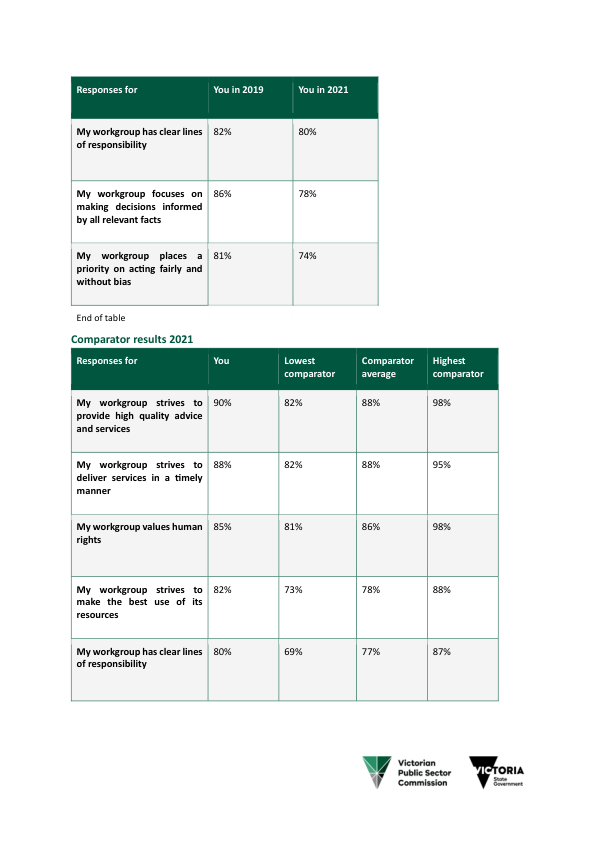 Responses for You in 2019 You in 2021
My workgroup has clear lines 82% 80%
of responsibility
My workgroup focuses on 86% 78%
making decisions informed
by all relevant facts
My workgroup places a 81% 74%
priority on acting fairly and
without bias
End of table
Comparator results 2021
Responses for You Lowest Comparator Highest
comparator average comparator
My workgroup strives to 90% 82% 88% 98%
provide high quality advice
and services
My workgroup strives to 88% 82% 88% 95%
deliver services in a timely
manner
My workgroup values human 85% 81% 86% 98%
rights
My workgroup strives to 82% 73% 78% 88%
make the best use of its
resources
My workgroup has clear lines 80% 69% 77% 87%
of responsibility
Victorian
Public Sector
Commission
VICTORIA
State
Government